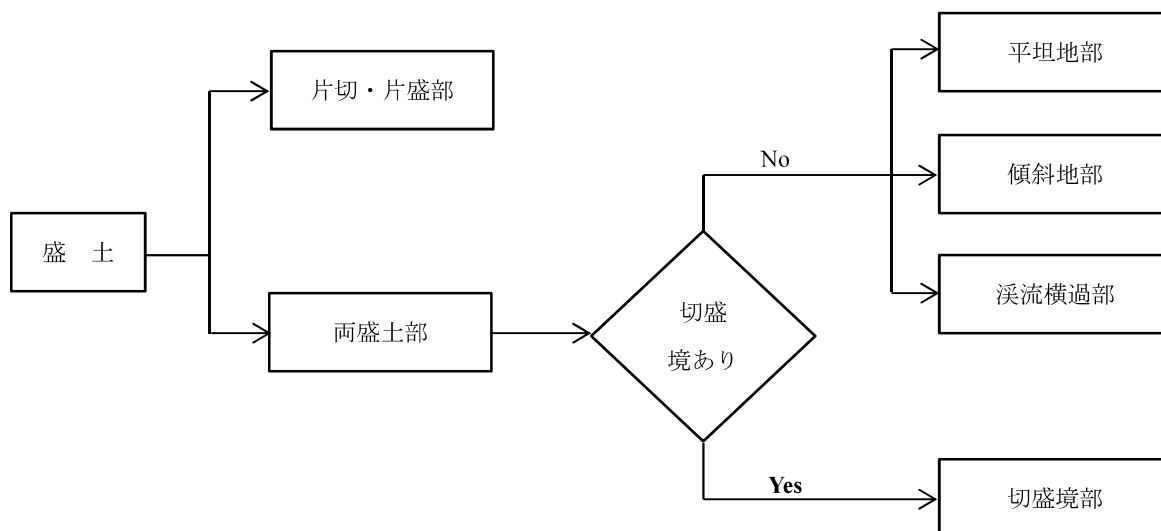 平坦地部
片切・片盛部
No
傾斜地部
盛　土
渓流横過部
両盛土部
切盛
境あり
Yes
切盛境部